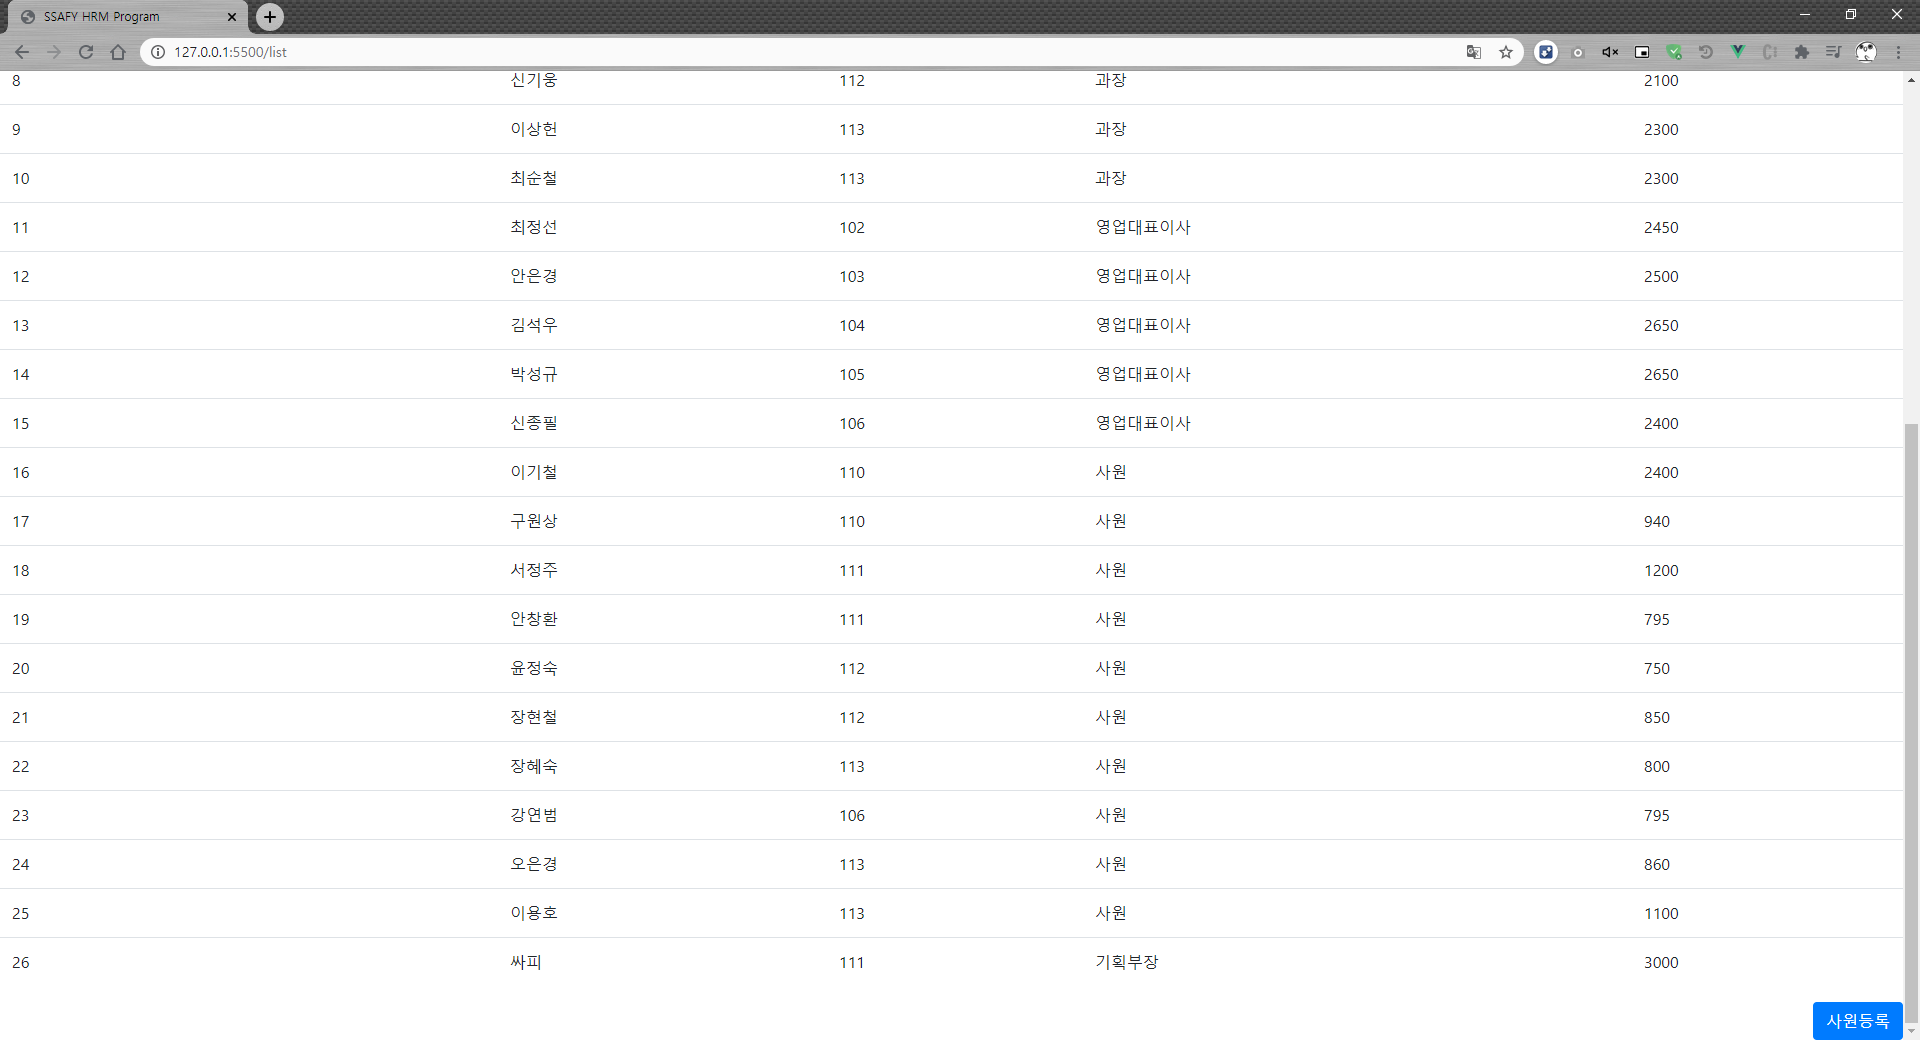 SSAFY HRM Program
127.0.0.1:5500/list
8 신기웅 112 과장 2100
9 이상헌 113 과장 2300
10 최순철 113 과장 2300
11 최정선 102 영업대표이사 2450
12 안은경 103 영업대표이사 2500
13 김석우 104 영업대표이사 2650
14 박성규 105 영업대표이사 2650
15 신종필 106 영업대표이사 2400
16 이기철 110 사원 2400
17 구원상 110 사원 940
18 서정주 111 사원 1200
19 안창환 111 사원 795
20 윤정숙 112 사원 750
21 장현철 112 사원 850
22 장혜숙 113 사원 800
23 강연범 106 사원 795
24 오은경 113 사원 860
25 이용호 113 사원 1100
26 싸피 111 기획부장 3000
사원등록